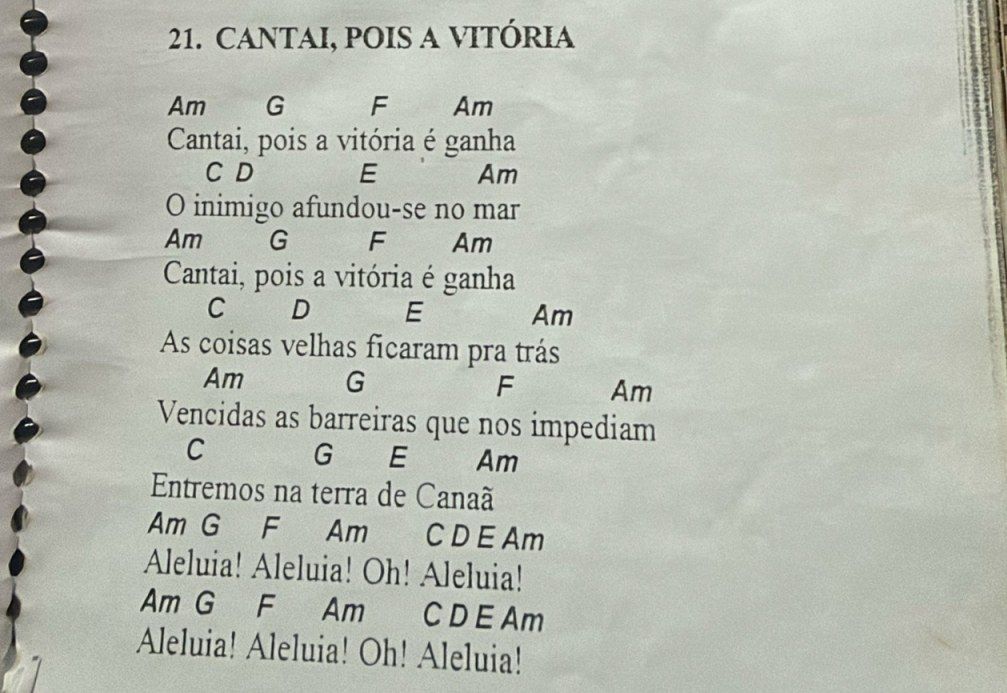 21. CANTAI, POIS A VITÓRIA
Am G F Am
Cantai, pois a vitória é ganha
C D E Am
O inimigo afundou-se no mar
Am G F Am
Cantai, pois a vitória é ganha
C D E Am
As coisas velhas ficaram pra trás
Am G F Am
Vencidas as barreiras que nos impediam
C G E Am
Entremos na terra de Canaã
Am G F Am C D E Am
Aleluia! Aleluia! Oh! Aleluia!
Am G F Am C D E Am
Aleluia! Aleluia! Oh! Aleluia!